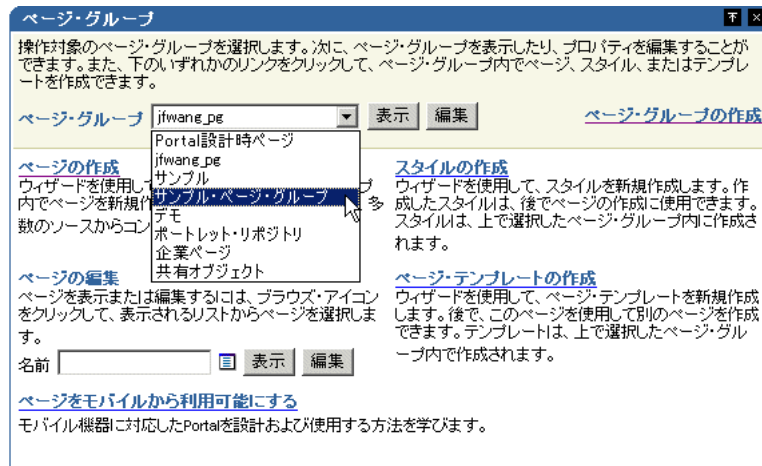 ページ・グループ
操作対象のページ・グループを選択します。次に、ページ・グループを表示したり、プロパティを編集することが
できます。また、下のいずれかのリンクをクリックして、ページ・グループ内でページ、スタイル、またはテンプレ
ートを作成できます。
ページ・グループ jfwang_pg 表示 編集 ページ・グループの作成
Portal設計時ページ
jfwang_pg
サンプル
サンプル・ページ・グループ
デモ
ポートレット・リポジトリ
企業ページ
共有オブジェクト
ページの作成
ウィザードを使用し
内でページを新規作
多
数のソースからコン
スタイルの作成
ウィザードを使用して、スタイルを新規作成します。作
成したスタイルは、後でページの作成に使用できます。
スタイルは、上で選択したページ・グループ内に作成さ
れます。
ページの編集
ページを表示または編集するには、ブラウズ・アイコン
をクリックして、表示されるリストからページを選択しま
す。
名前 表示 編集
ページ・テンプレートの作成
ウィザードを使用して、ページ・テンプレートを新規作成
します。後で、このページを使用して別のページを作成
できます。テンプレートは、上で選択したページ・グル
ープ内で作成されます。
ページをモバイルから利用可能にする
モバイル機器に対応したPortalを設計および使用する方法を学びます。